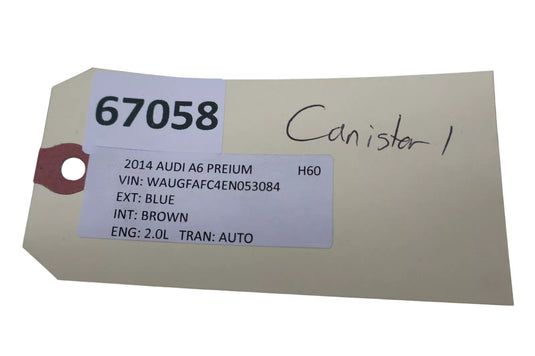 67058
Canister 1
2014 AUDI A6 PREIUM H60
VIN: WAUGFAFC4EN053084
EXT: BLUE
INT: BROWN
ENG: 2.0L TRAN: AUTO